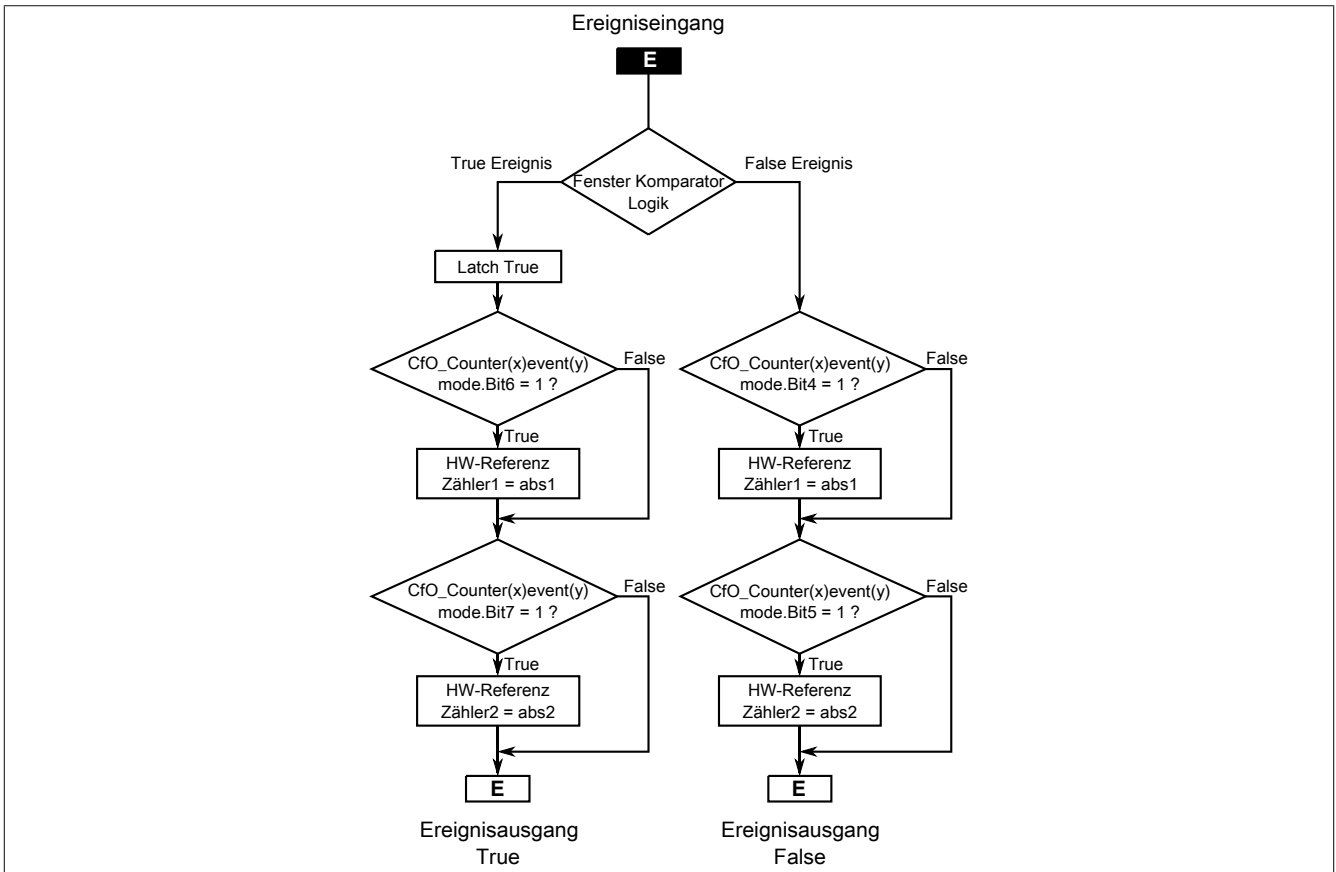 Ereigniseingang
E
True Ereignis
False Ereignis
Fenster Komparator
Logik
Latch True
CfO_Counter(x)event(y)
mode.Bit6 = 1 ?
False
CfO_Counter(x)event(y)
mode.Bit4 = 1 ?
False
True
True
HW-Referenz
Zähler1 = abs1
HW-Referenz
Zähler1 = abs1
CfO_Counter(x)event(y)
mode.Bit7 = 1 ?
False
CfO_Counter(x)event(y)
mode.Bit5 = 1 ?
False
True
True
HW-Referenz
Zähler2 = abs2
HW-Referenz
Zähler2 = abs2
E
E
Ereignisausgang
True
Ereignisausgang
False